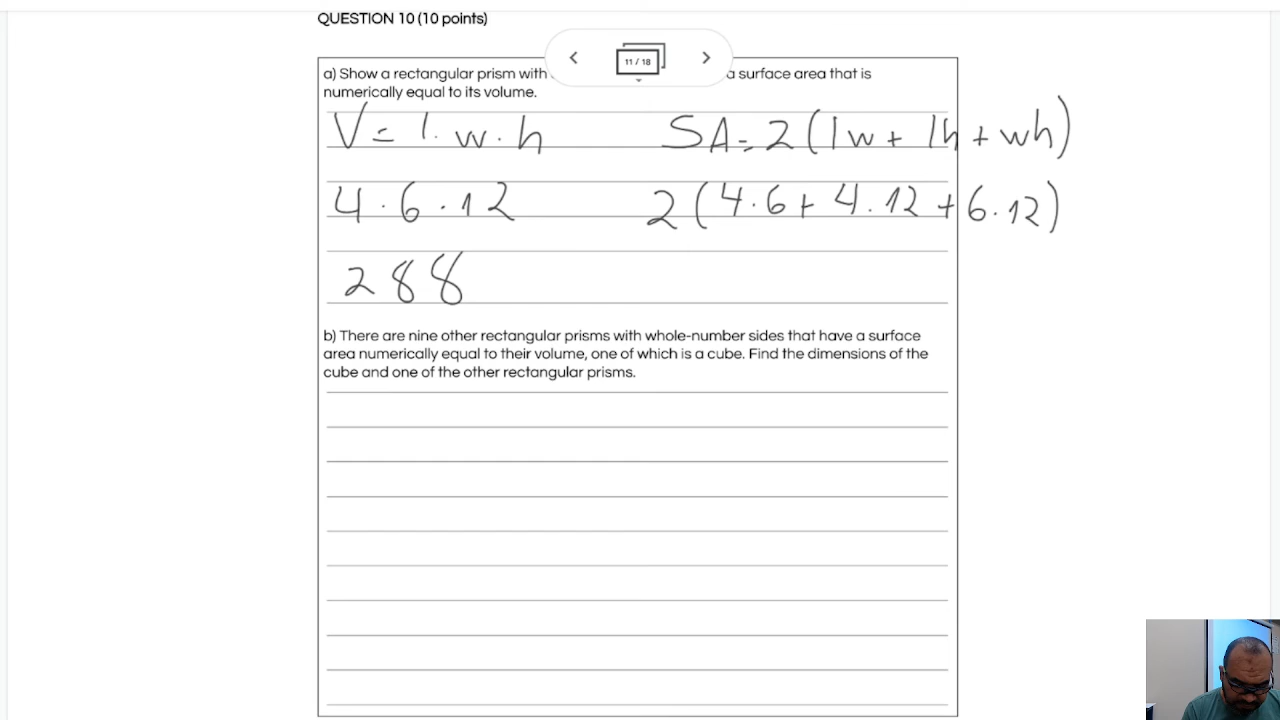 QUESTION 10 (10 points)
11 / 18
a) Show a rectangular prism with a surface area that is
numerically equal to its volume.
V = l · w · h SA = 2 (lw + lh + wh)
4 · 6 · 12 2 (4 · 6 + 4 · 12 + 6 · 12)
288
b) There are nine other rectangular prisms with whole-number sides that have a surface
area numerically equal to their volume, one of which is a cube. Find the dimensions of the
cube and one of the other rectangular prisms.